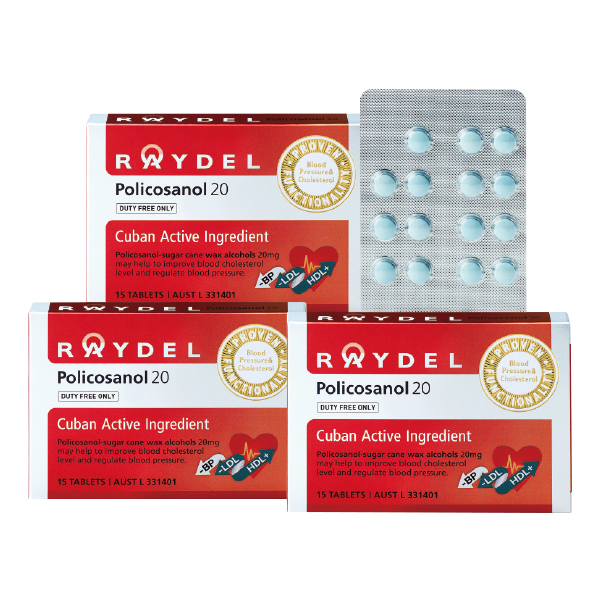 RAYDEL
Policosanol 20
DUTY FREE ONLY
Blood
Pressure&
Cholesterol
Cuban Active Ingredient
Policosanol-sugar cane wax alcohols 20mg
may help to improve blood cholesterol
level and regulate blood pressure.
-BP
-LDL
HDL+
15 TABLETS | AUST L 331401
RAYDEL
Policosanol 20
DUTY FREE ONLY
Blood
Pressure&
Cholesterol
Cuban Active Ingredient
Policosanol-sugar cane wax alcohols 20mg
may help to improve blood cholesterol
level and regulate blood pressure.
-BP
-LDL
HDL+
15 TABLETS | AUST L 331401
RAYDEL
Policosanol 20
DUTY FREE ONLY
Blood
Pressure&
Cholesterol
Cuban Active Ingredient
Policosanol-sugar cane wax alcohols 20mg
may help to improve blood cholesterol
level and regulate blood pressure.
-BP
-LDL
HDL+
15 TABLETS | AUST L 331401